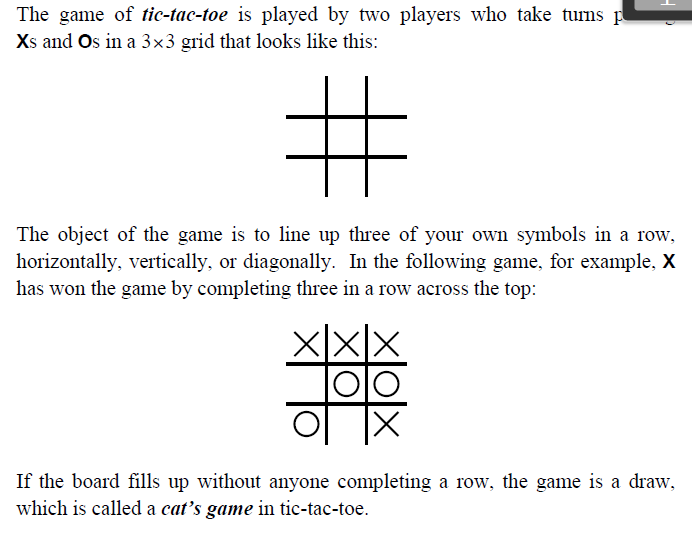 The game of tic-tac-toe is played by two players who take turns
Xs and Os in a 3×3 grid that looks like this:
The object of the game is to line up three of your own symbols in a row,
horizontally, vertically, or diagonally. In the following game, for example, X
has won the game by completing three in a row across the top:
X X X
O O
O X
If the board fills up without anyone completing a row, the game is a draw,
which is called a cat's game in tic-tac-toe.